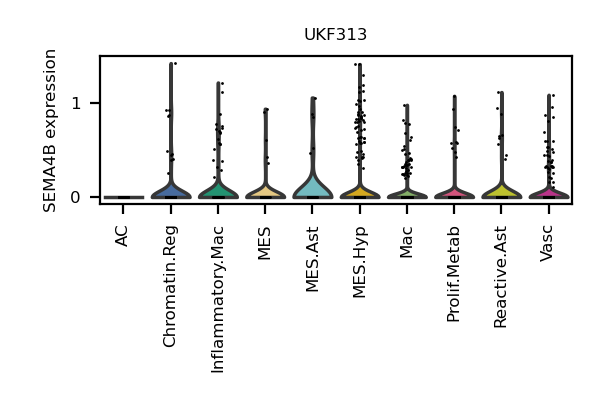 UKF313
SEMA4B expression
1
0
AC
Chromatin.Reg
Inflammatory.Mac
MES
MES.Ast
MES.Hyp
Mac
Prolif.Metab
Reactive.Ast
Vasc